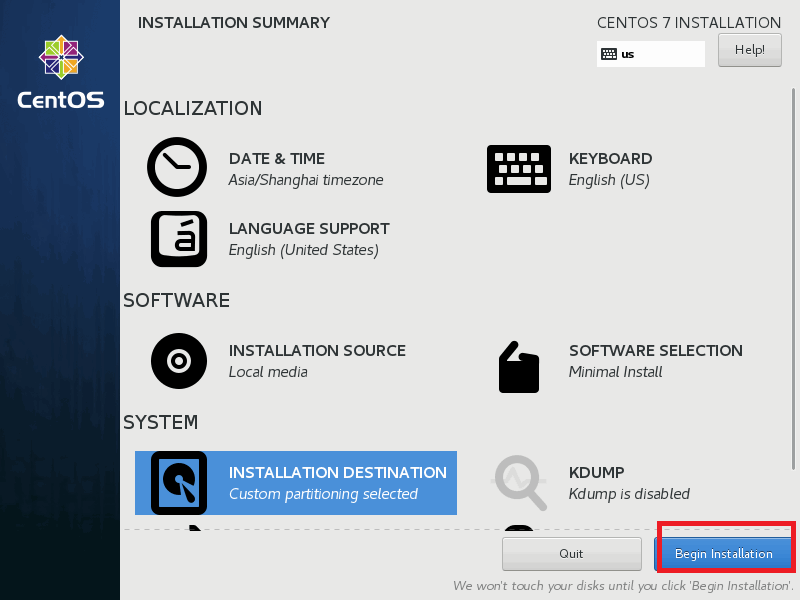 INSTALLATION SUMMARY
CENTOS 7 INSTALLATION
us
Help!
CentOS
LOCALIZATION
DATE & TIME
Asia/Shanghai timezone
KEYBOARD
English (US)
á
LANGUAGE SUPPORT
English (United States)
SOFTWARE
INSTALLATION SOURCE
Local media
SOFTWARE SELECTION
Minimal Install
SYSTEM
INSTALLATION DESTINATION
Custom partitioning selected
KDUMP
Kdump is disabled
Quit
Begin Installation
We won't touch your disks until you click 'Begin Installation'.